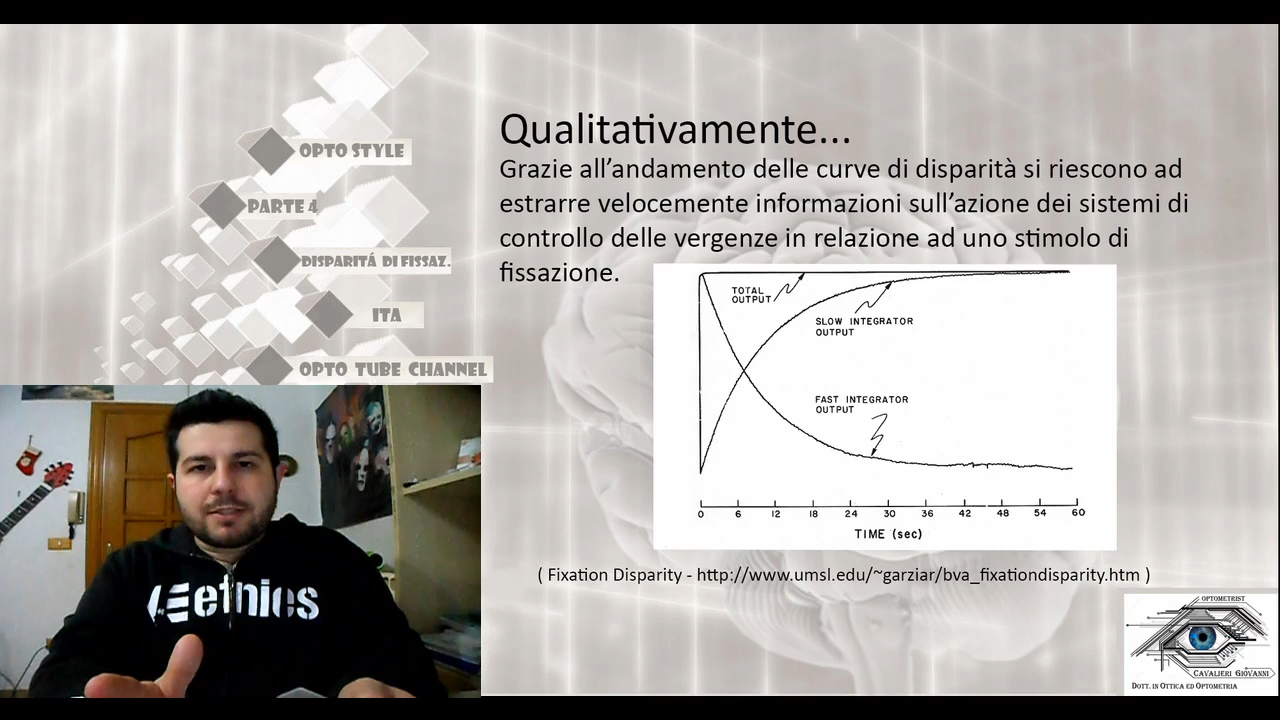 OPTO STYLE
PARTE 4
DISPARITÁ DI FISSAZ.
ITA
OPTO TUBE CHANNEL
Qualitativamente...
Grazie all’andamento delle curve di disparità si riescono ad
estrarre velocemente informazioni sull’azione dei sistemi di
controllo delle vergenze in relazione ad uno stimolo di
fissazione.
TOTAL
OUTPUT
SLOW INTEGRATOR
OUTPUT
FAST INTEGRATOR
OUTPUT
0 6 12 18 24 30 36 42 48 54 60
TIME (sec)
( Fixation Disparity - http://www.umsl.edu/~garziar/bva_fixationdisparity.htm )
etnies
OPTOMETRIST
CAVALIERI GIOVANNI
DOTT. IN OTTICA ED OPTOMETRIA